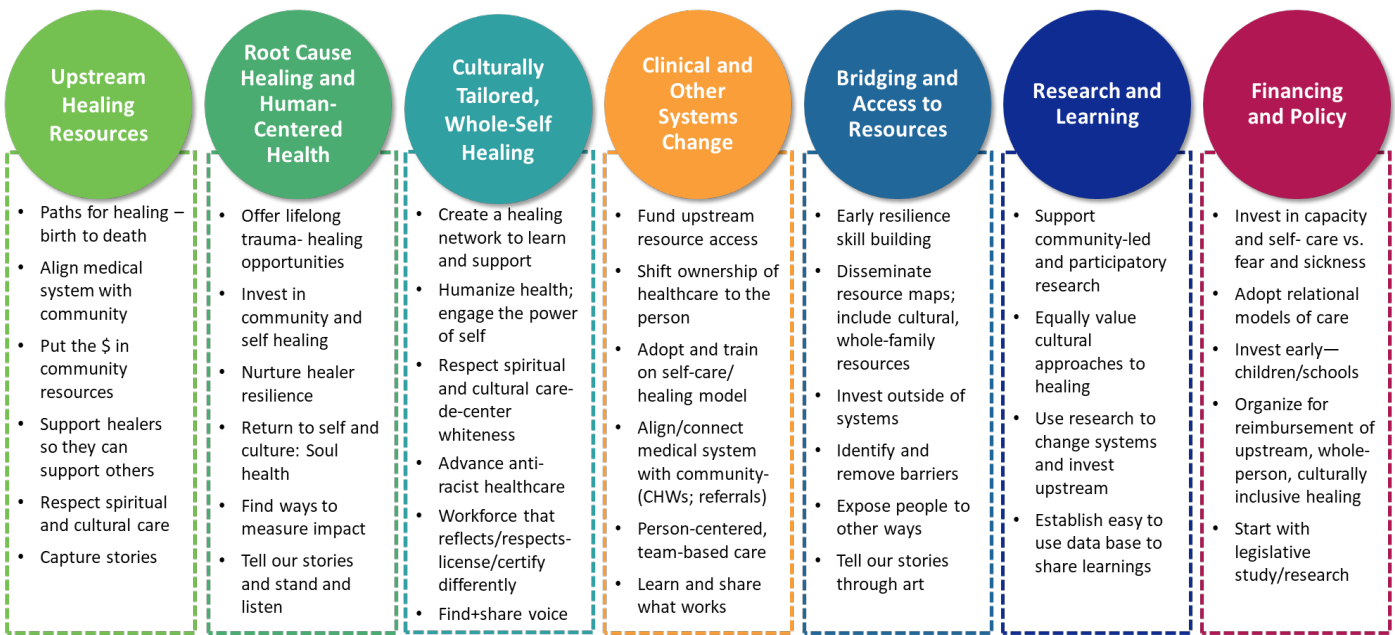 Upstream
Healing
Resources
• Paths for healing –
birth to death
• Align medical
system with
community
• Put the $ in
community
resources
• Support healers
so they can
support others
• Respect spiritual
and cultural care
• Capture stories
Root Cause
Healing and
Human-
Centered
Health
• Offer lifelong
trauma- healing
opportunities
• Invest in
community and
self healing
• Nurture healer
resilience
• Return to self and
culture: Soul
health
• Find ways to
measure impact
• Tell our stories
and stand and
listen
Culturally
Tailored,
Whole-Self
Healing
• Create a healing
network to learn
and support
• Humanize health;
engage the power
of self
• Respect spiritual
and cultural care-
de-center
whiteness
• Advance anti-
racist healthcare
• Workforce that
reflects/respects-
license/certify
differently
• Find+share voice
Clinical and
Other
Systems
Change
• Fund upstream
resource access
• Shift ownership of
healthcare to the
person
• Adopt and train
on self-care/
healing model
• Align/connect
medical system
with community-
(CHWs; referrals)
• Person-centered,
team-based care
• Learn and share
what works
Bridging and
Access to
Resources
• Early resilience
skill building
• Disseminate
resource maps;
include cultural,
whole-family
resources
• Invest outside of
systems
• Identify and
remove barriers
• Expose people to
other ways
• Tell our stories
through art
Research and
Learning
• Support
community-led
and participatory
research
• Equally value
cultural
approaches to
healing
• Use research to
change systems
and invest
upstream
• Establish easy to
use data base to
share learnings
Financing
and Policy
• Invest in capacity
and self- care vs.
fear and sickness
• Adopt relational
models of care
• Invest early—
children/schools
• Organize for
reimbursement of
upstream, whole-
person, culturally
inclusive healing
• Start with
legislative
study/research